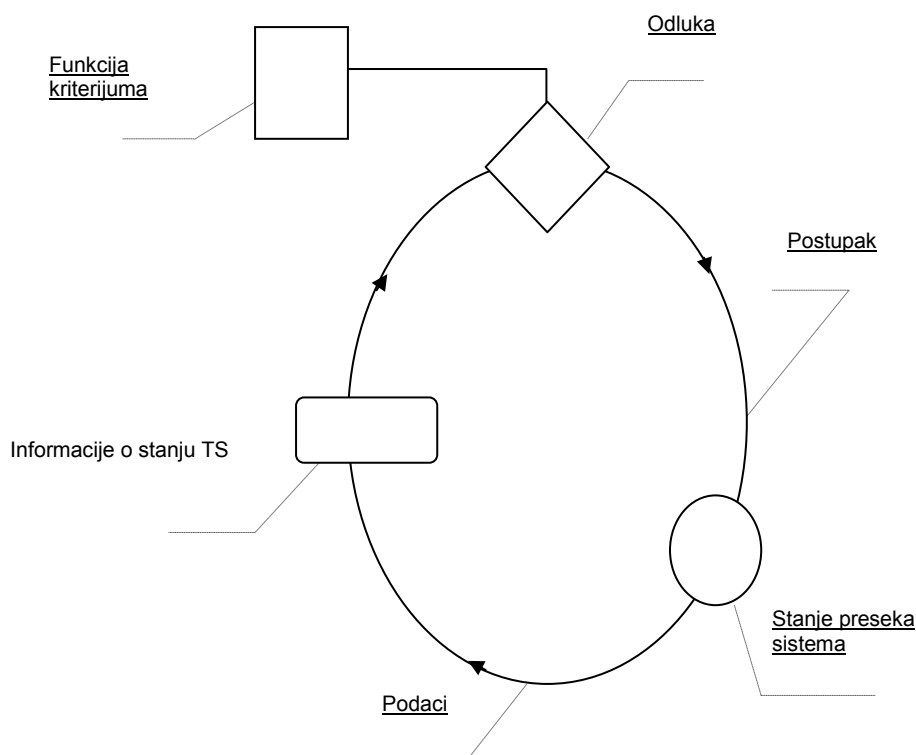 Odluka
Funkcija
kriterijuma
Postupak
Informacije o stanju TS
Stanje preseka
sistema
Podaci